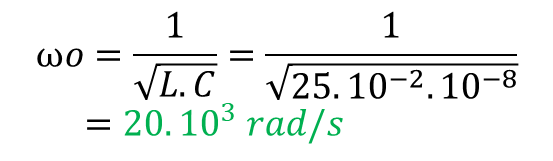 ωo = 1/√L.C = 1/√25.10⁻².10⁻⁸
= 20.10³ rad/s